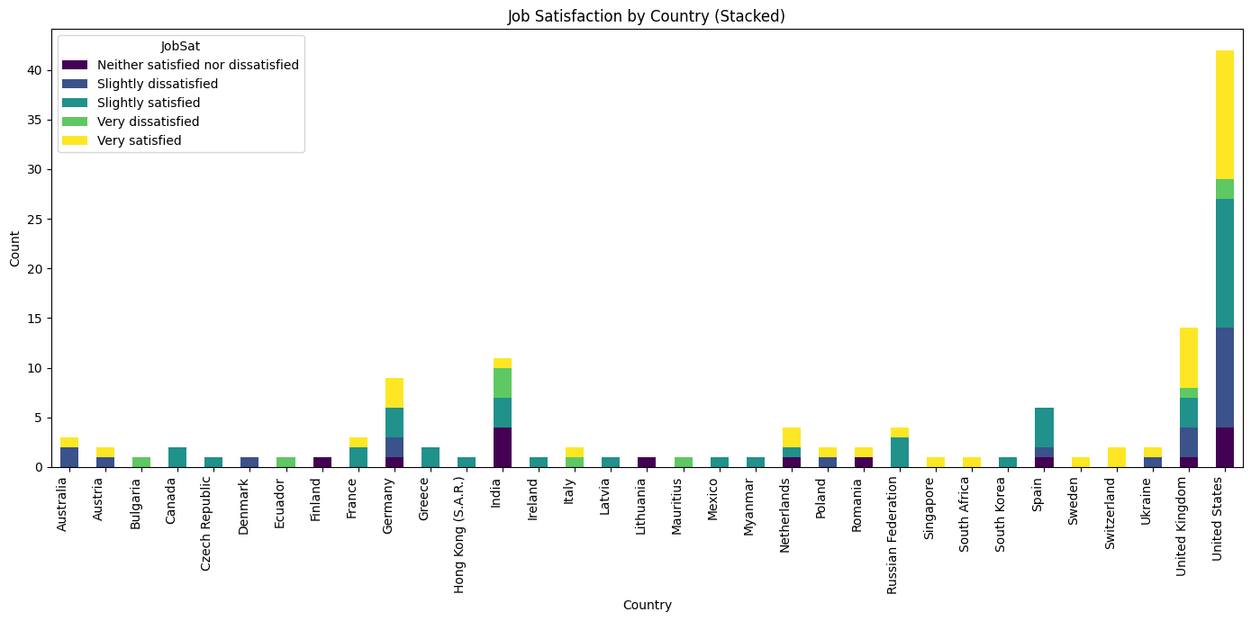 Job Satisfaction by Country (Stacked)
JobSat
Neither satisfied nor dissatisfied
Slightly dissatisfied
Slightly satisfied
Very dissatisfied
Very satisfied
Count
40
35
30
25
20
15
10
5
0
Australia
Austria
Bulgaria
Canada
Czech Republic
Denmark
Ecuador
Finland
France
Germany
Greece
Hong Kong (S.A.R.)
India
Ireland
Italy
Latvia
Lithuania
Mauritius
Mexico
Myanmar
Netherlands
Poland
Romania
Russian Federation
Singapore
South Africa
South Korea
Spain
Sweden
Switzerland
Ukraine
United Kingdom
United States
Country